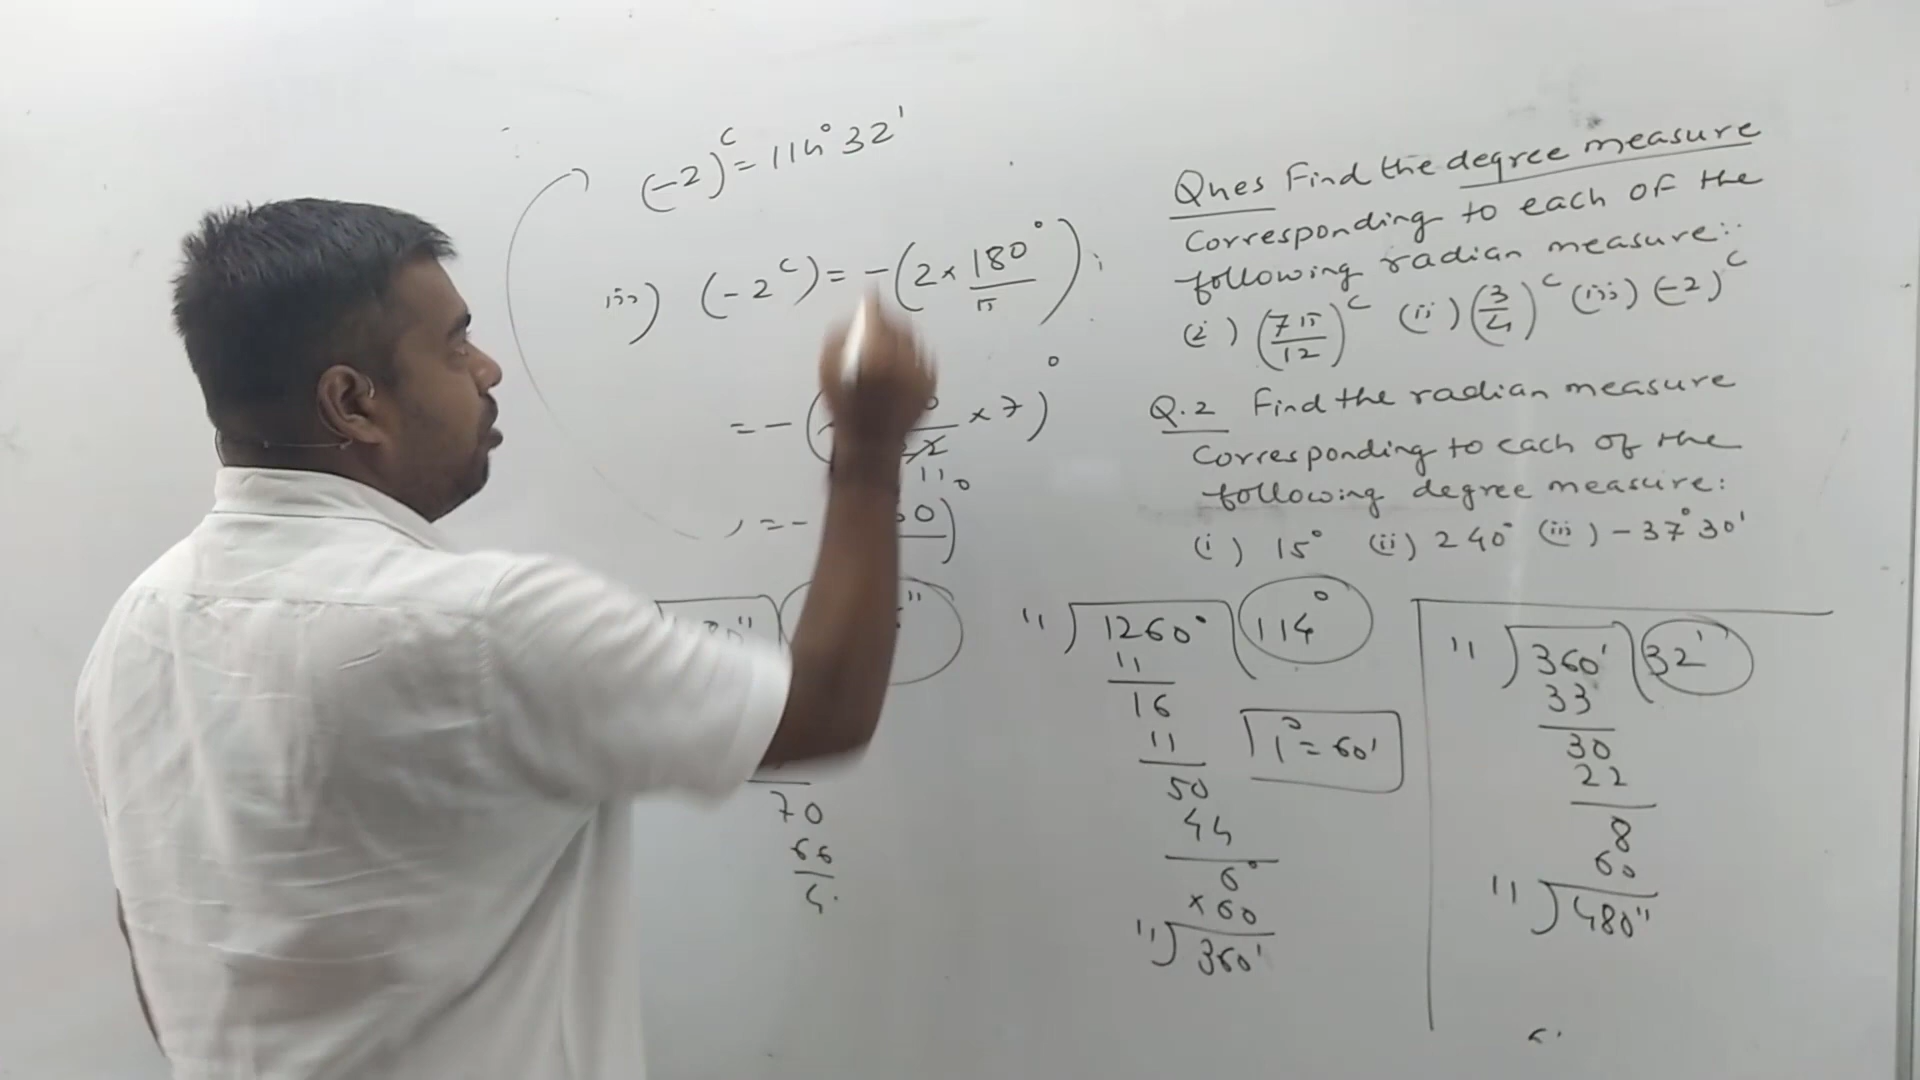 (-2)ᶜ = 114° 32'
iii) (-2ᶜ) = -(2 × 180°/π)
= -( × 7)°
11
= -( 60)°
70
66
4
Ques Find the degree measure
Corresponding to each of the
following radian measure:
(i) (7π/12)ᶜ (ii) (3/4)ᶜ (iii) (-2)ᶜ
Q.2 Find the radian measure
Corresponding to each of the
following degree measure:
(i) 15° (ii) 240° (iii) -37° 30'
11) 1260° (114°
11
16
11
50
44
6°
×60
11) 360'
1° = 60'
11) 360' (32'
33
30
22
8
60
11) 480"